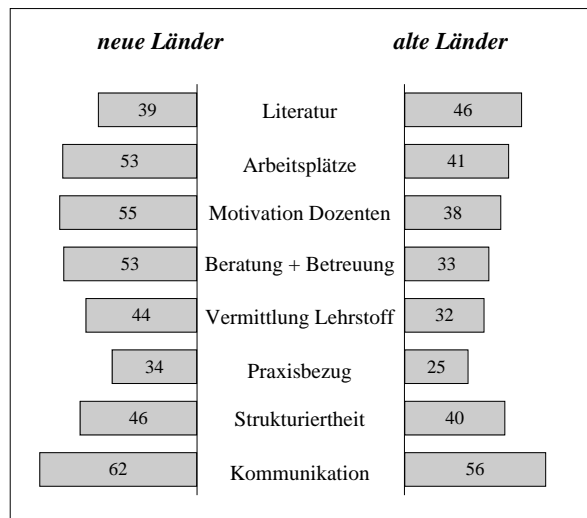 neue Länder alte Länder
39 Literatur 46
53 Arbeitsplätze 41
55 Motivation Dozenten 38
53 Beratung + Betreuung 33
44 Vermittlung Lehrstoff 32
34 Praxisbezug 25
46 Strukturiertheit 40
62 Kommunikation 56